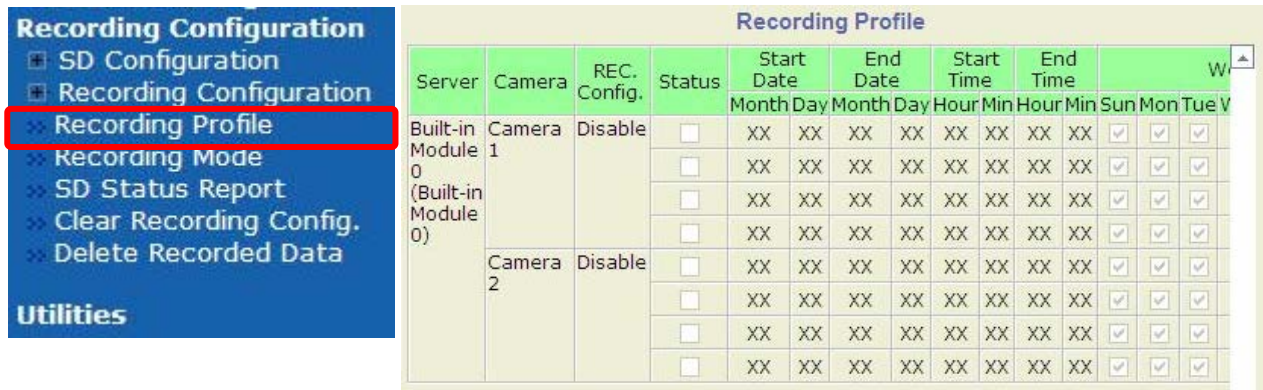 Recording Configuration
SD Configuration
Recording Configuration
Recording Profile
Recording Mode
SD Status Report
Clear Recording Config.
Delete Recorded Data
Utilities
Recording Profile
Server Camera REC. Config. Status Start Date End Date Start Time End Time
Month Day Month Day Hour Min Hour Min Sun Mon Tue
Built-in Module 0 (Built-in Module 0) Camera 1 Disable XX XX XX XX XX XX XX XX
XX XX XX XX XX XX XX XX
XX XX XX XX XX XX XX XX
XX XX XX XX XX XX XX XX
Camera 2 Disable XX XX XX XX XX XX XX XX
XX XX XX XX XX XX XX XX
XX XX XX XX XX XX XX XX
XX XX XX XX XX XX XX XX